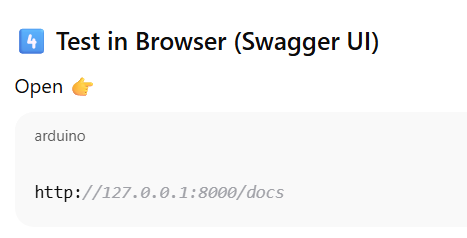 4 Test in Browser (Swagger UI)
Open 👉
arduino
http://127.0.0.1:8000/docs